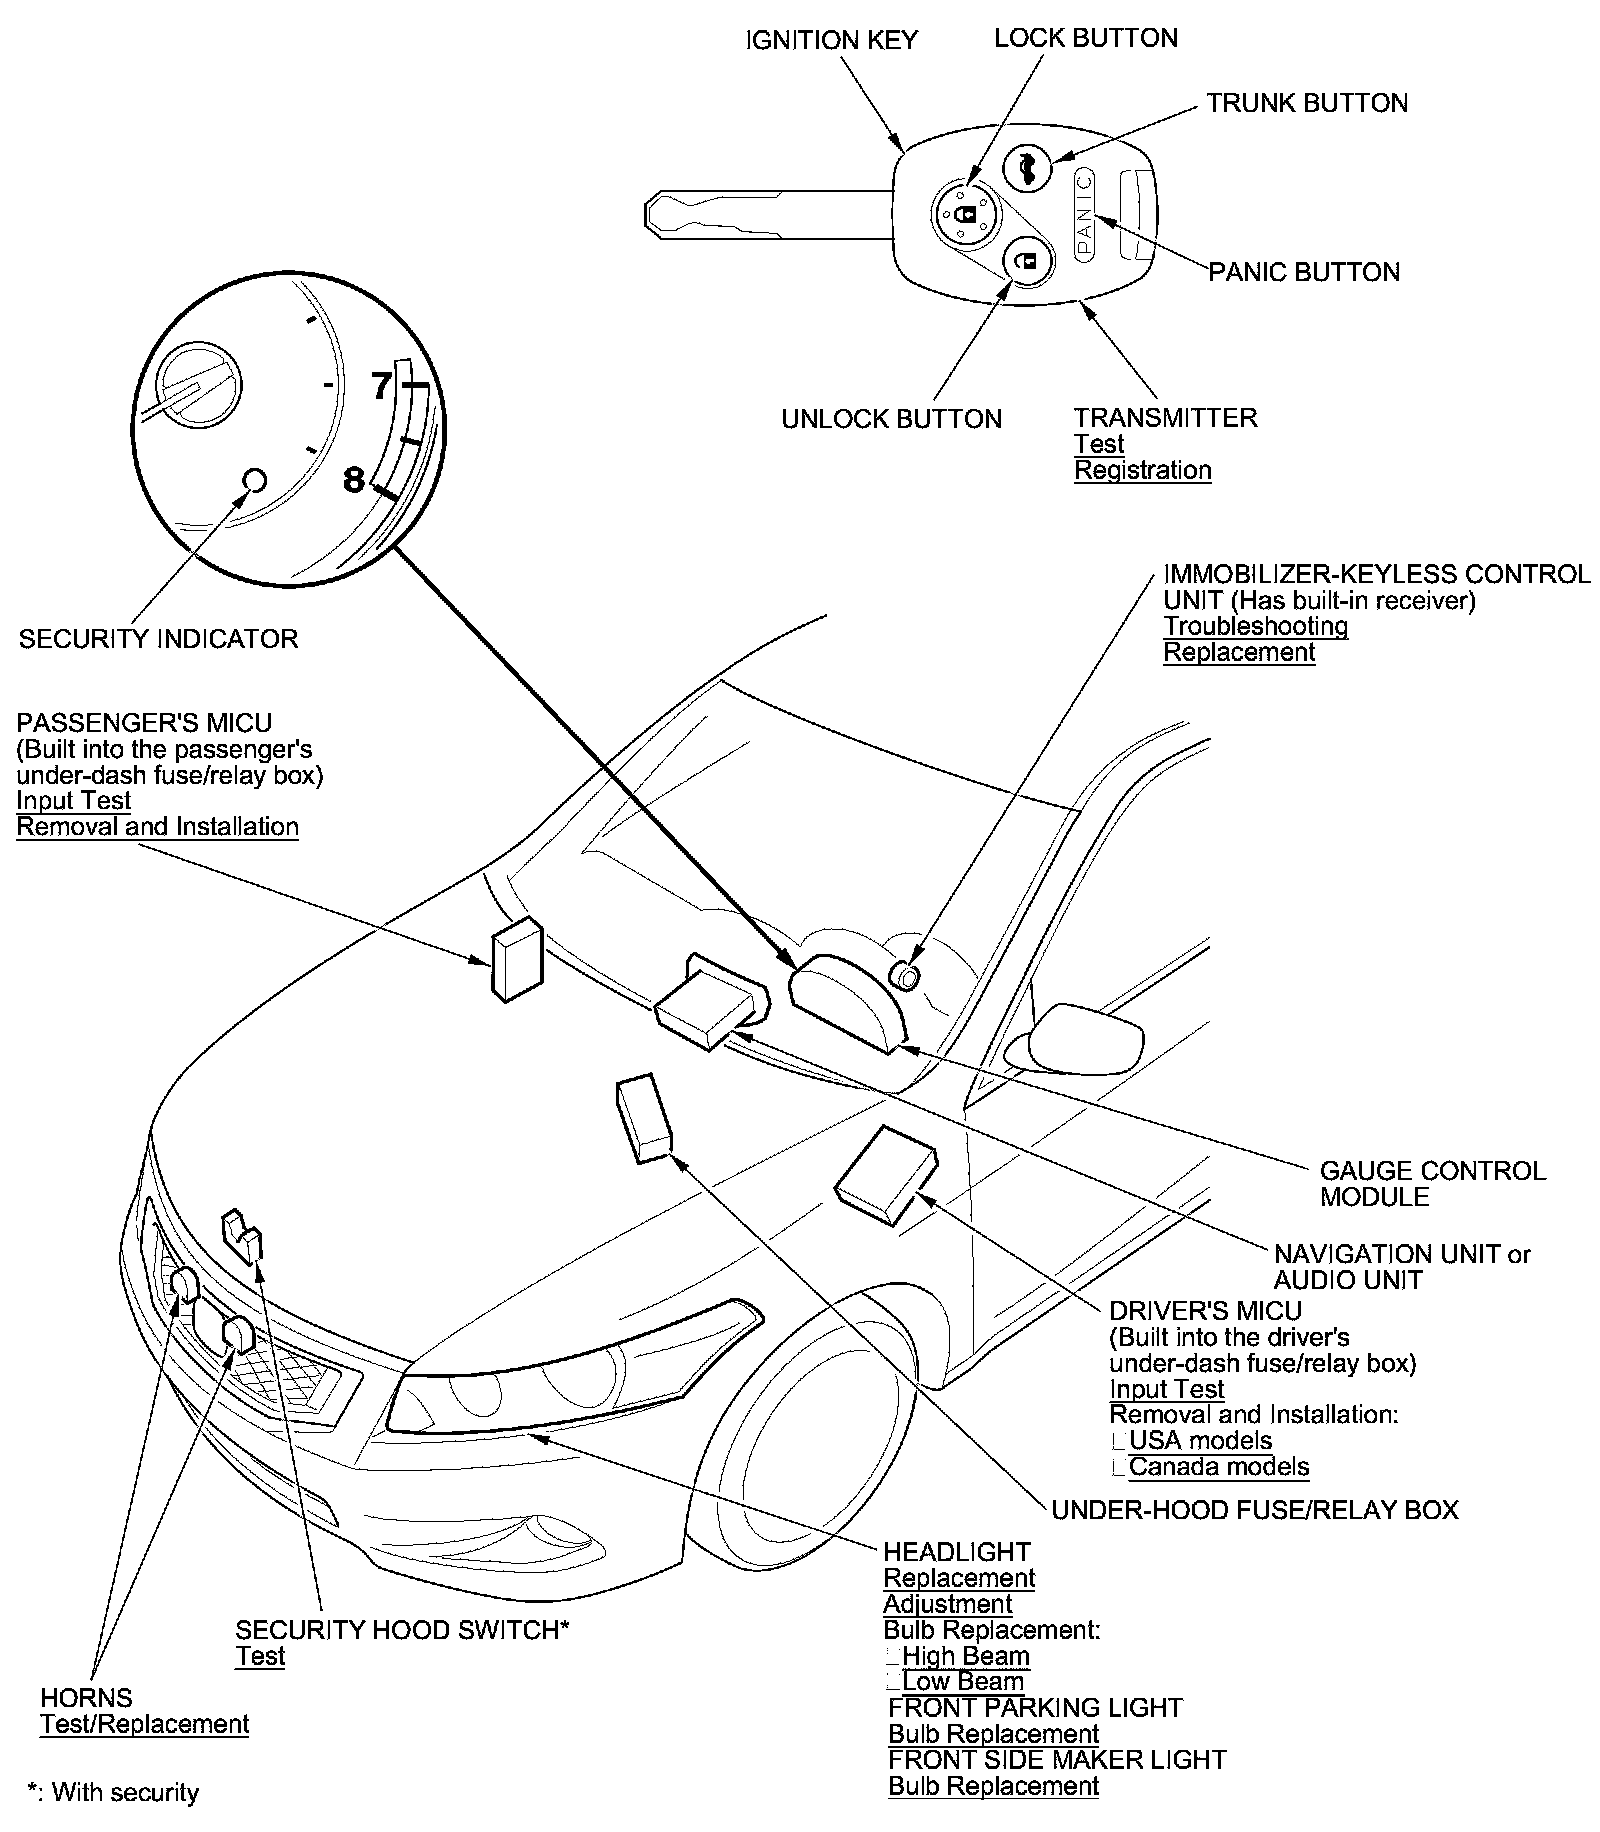 IGNITION KEY
LOCK BUTTON
TRUNK BUTTON
PANIC
PANIC BUTTON
UNLOCK BUTTON
TRANSMITTER
Test
Registration
7
8
SECURITY INDICATOR
IMMOBILIZER-KEYLESS CONTROL
UNIT (Has built-in receiver)
Troubleshooting
Replacement
PASSENGER'S MICU
(Built into the passenger's
under-dash fuse/relay box)
Input Test
Removal and Installation
GAUGE CONTROL
MODULE
NAVIGATION UNIT or
AUDIO UNIT
DRIVER'S MICU
(Built into the driver's
under-dash fuse/relay box)
Input Test
Removal and Installation:
USA models
Canada models
UNDER-HOOD FUSE/RELAY BOX
HEADLIGHT
Replacement
Adjustment
Bulb Replacement:
High Beam
Low Beam
FRONT PARKING LIGHT
Bulb Replacement
FRONT SIDE MAKER LIGHT
Bulb Replacement
SECURITY HOOD SWITCH*
Test
HORNS
Test/Replacement
*: With security